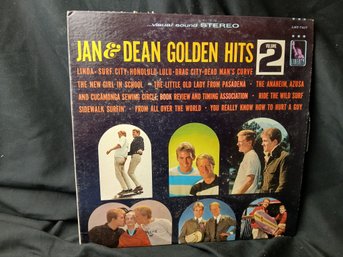 ...visual sound STEREO
JAN & DEAN GOLDEN HITS
VOLUME
2
LIBERTY
LINDA · SURF CITY · HONOLULU LULU · DRAG CITY · DEAD MAN'S CURVE
THE NEW GIRL IN SCHOOL · THE LITTLE OLD LADY FROM PASADENA · THE ANAHEIM, AZUSA
AND CUCAMONGA SEWING CIRCLE, BOOK REVIEW AND TIMING ASSOCIATION · RIDE THE WILD SURF
SIDEWALK SURFIN' · FROM ALL OVER THE WORLD · YOU REALLY KNOW HOW TO HURT A GUY